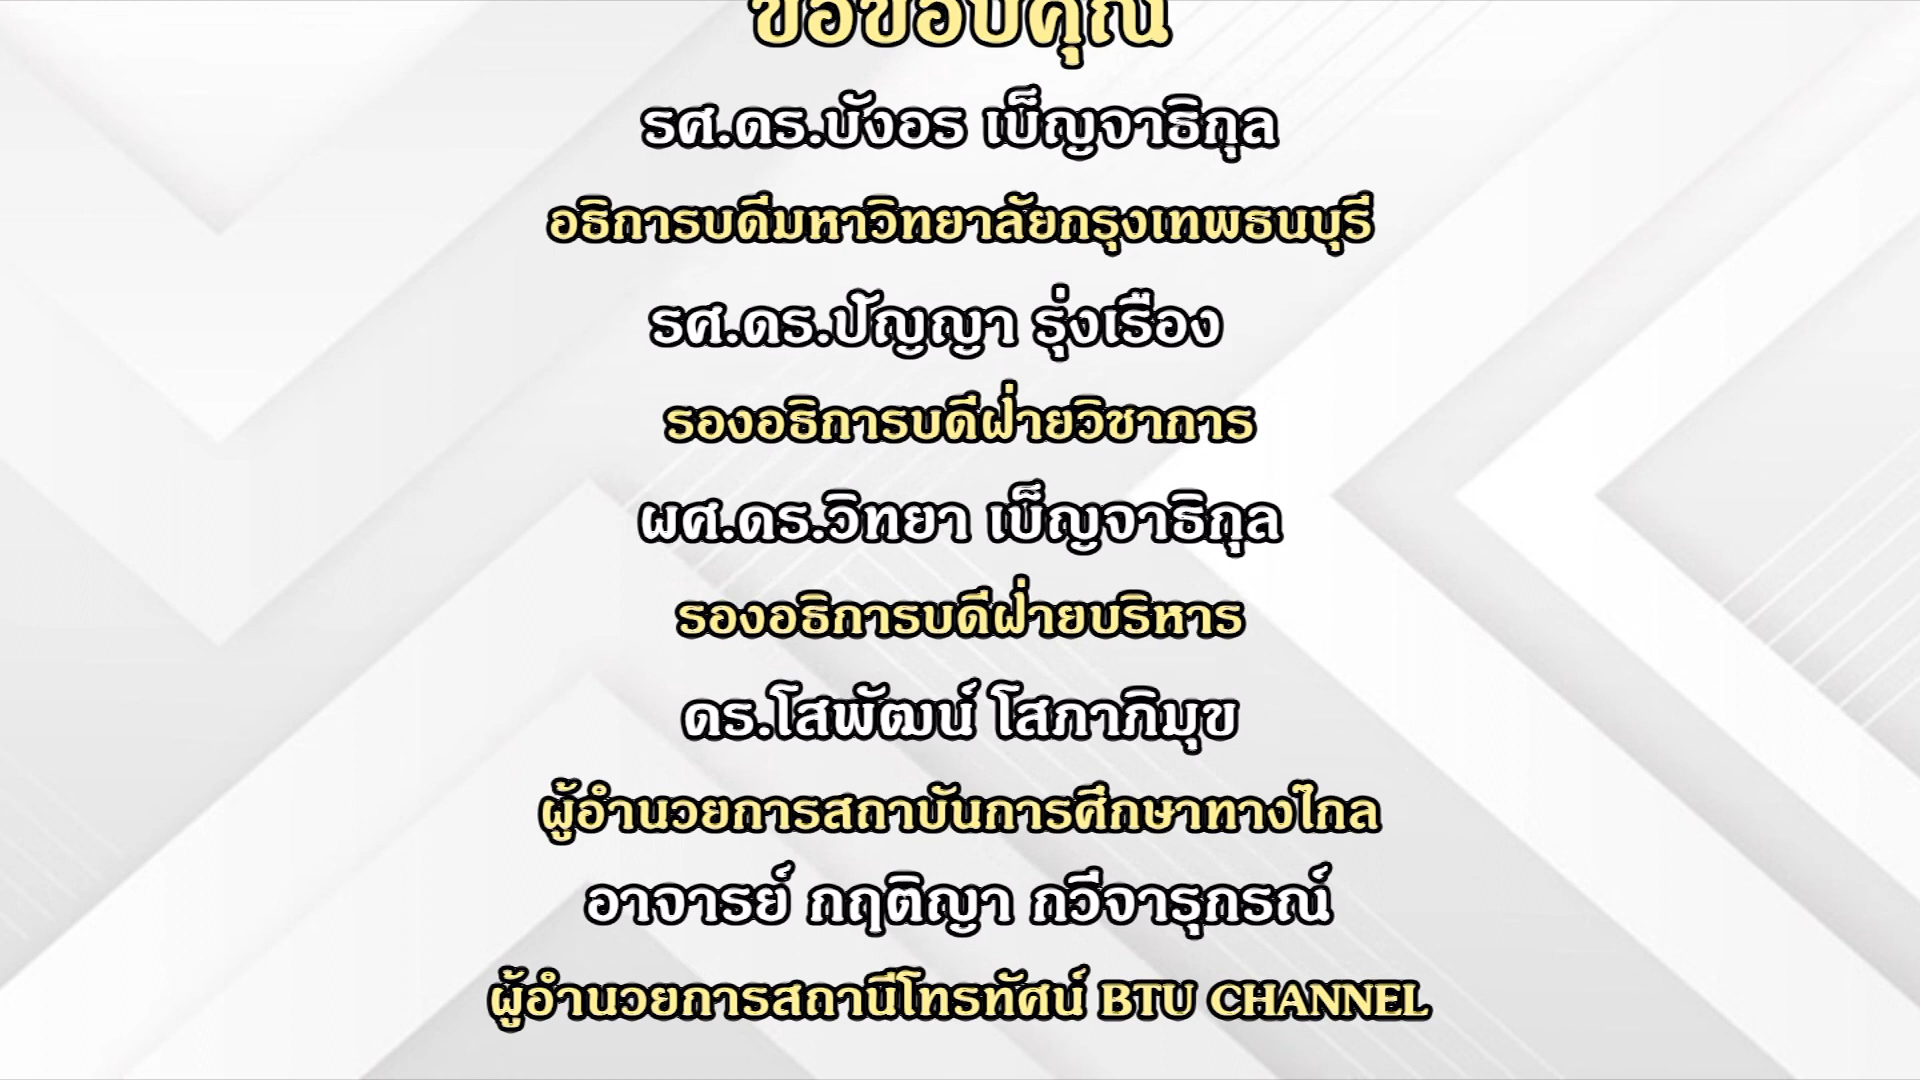 ขอขอบคุณ
รศ.ดร.บังอร เบ็ญจาธิกุล
อธิการบดีมหาวิทยาลัยกรุงเทพธนบุรี
รศ.ดร.ปัญญา รุ่งเรือง
รองอธิการบดีฝ่ายวิชาการ
ผศ.ดร.วิทยา เบ็ญจาธิกุล
รองอธิการบดีฝ่ายบริหาร
ดร.โสพัฒน์ โสภาภิมุข
ผู้อำนวยการสถาบันการศึกษาทางไกล
อาจารย์ กฤติญา กวีจารุกรณ์
ผู้อำนวยการสถานีโทรทัศน์ BTU CHANNEL